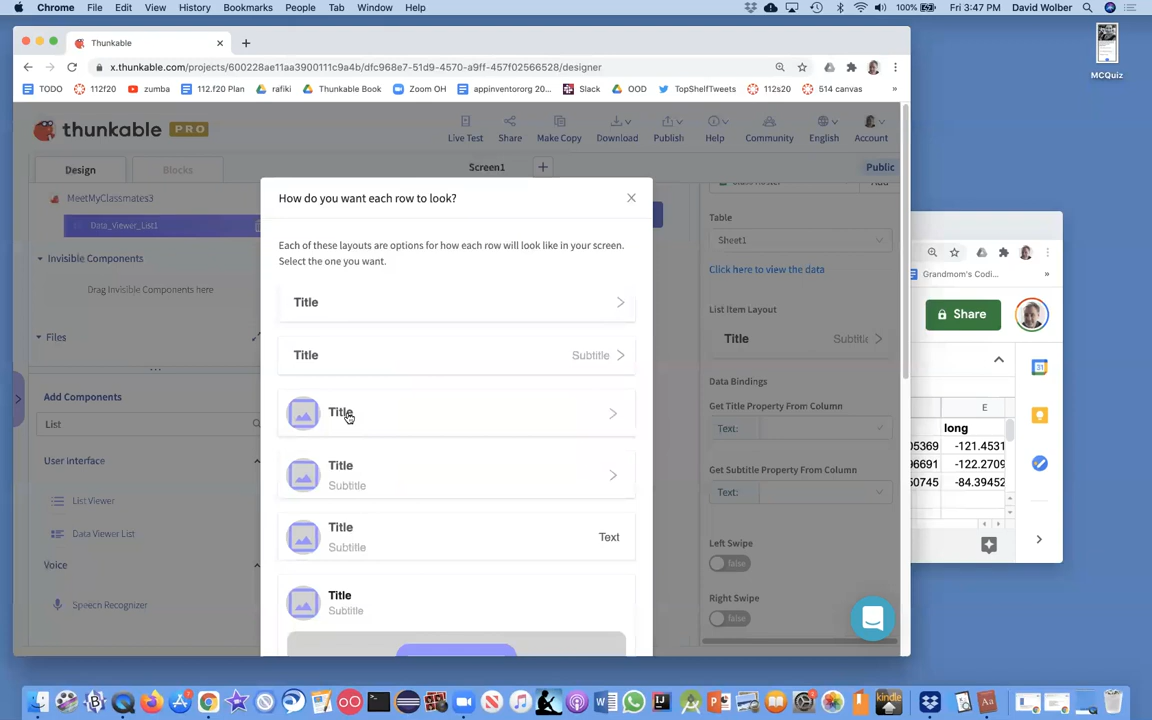 Chrome File Edit View History Bookmarks People Tab Window Help 100% Fri 3:47 PM David Wolber
MCQuiz
Thunkable
x.thunkable.com/projects/600228ae11aa3900111c9a4b/dfc968e7-51d9-4570-a9ff-457f02566528/designer
TODO 112f20 zumba 112.f20 Plan rafiki Thunkable Book Zoom OH appinventororg 20... Slack OOD TopShelfTweets 112s20 514 canvas »
thunkable PRO
Live Test Share Make Copy Download Publish Help Community English Account
Design Blocks Screen1 + Public
MeetMyClassmates3
Data_Viewer_List1
Invisible Components
Drag Invisible Components here
Files
Add Components
List
User Interface
List Viewer
Data Viewer List
Voice
Speech Recognizer
How do you want each row to look?
Each of these layouts are options for how each row will look like in your screen.
Select the one you want.
Title
Title Subtitle
Title
Title
Subtitle
Title
Subtitle
Text
Title
Subtitle
Add
Table
Sheet1
Click here to view the data
List Item Layout
Title
Data Bindings
Get Title Property From Column
Text:
Get Subtitle Property From Column
Text:
Left Swipe
false
Right Swipe
false
Grandmom's Codi... »
Share
E
long
05369 -121.4531
96691 -122.2709
50745 -84.39452
31